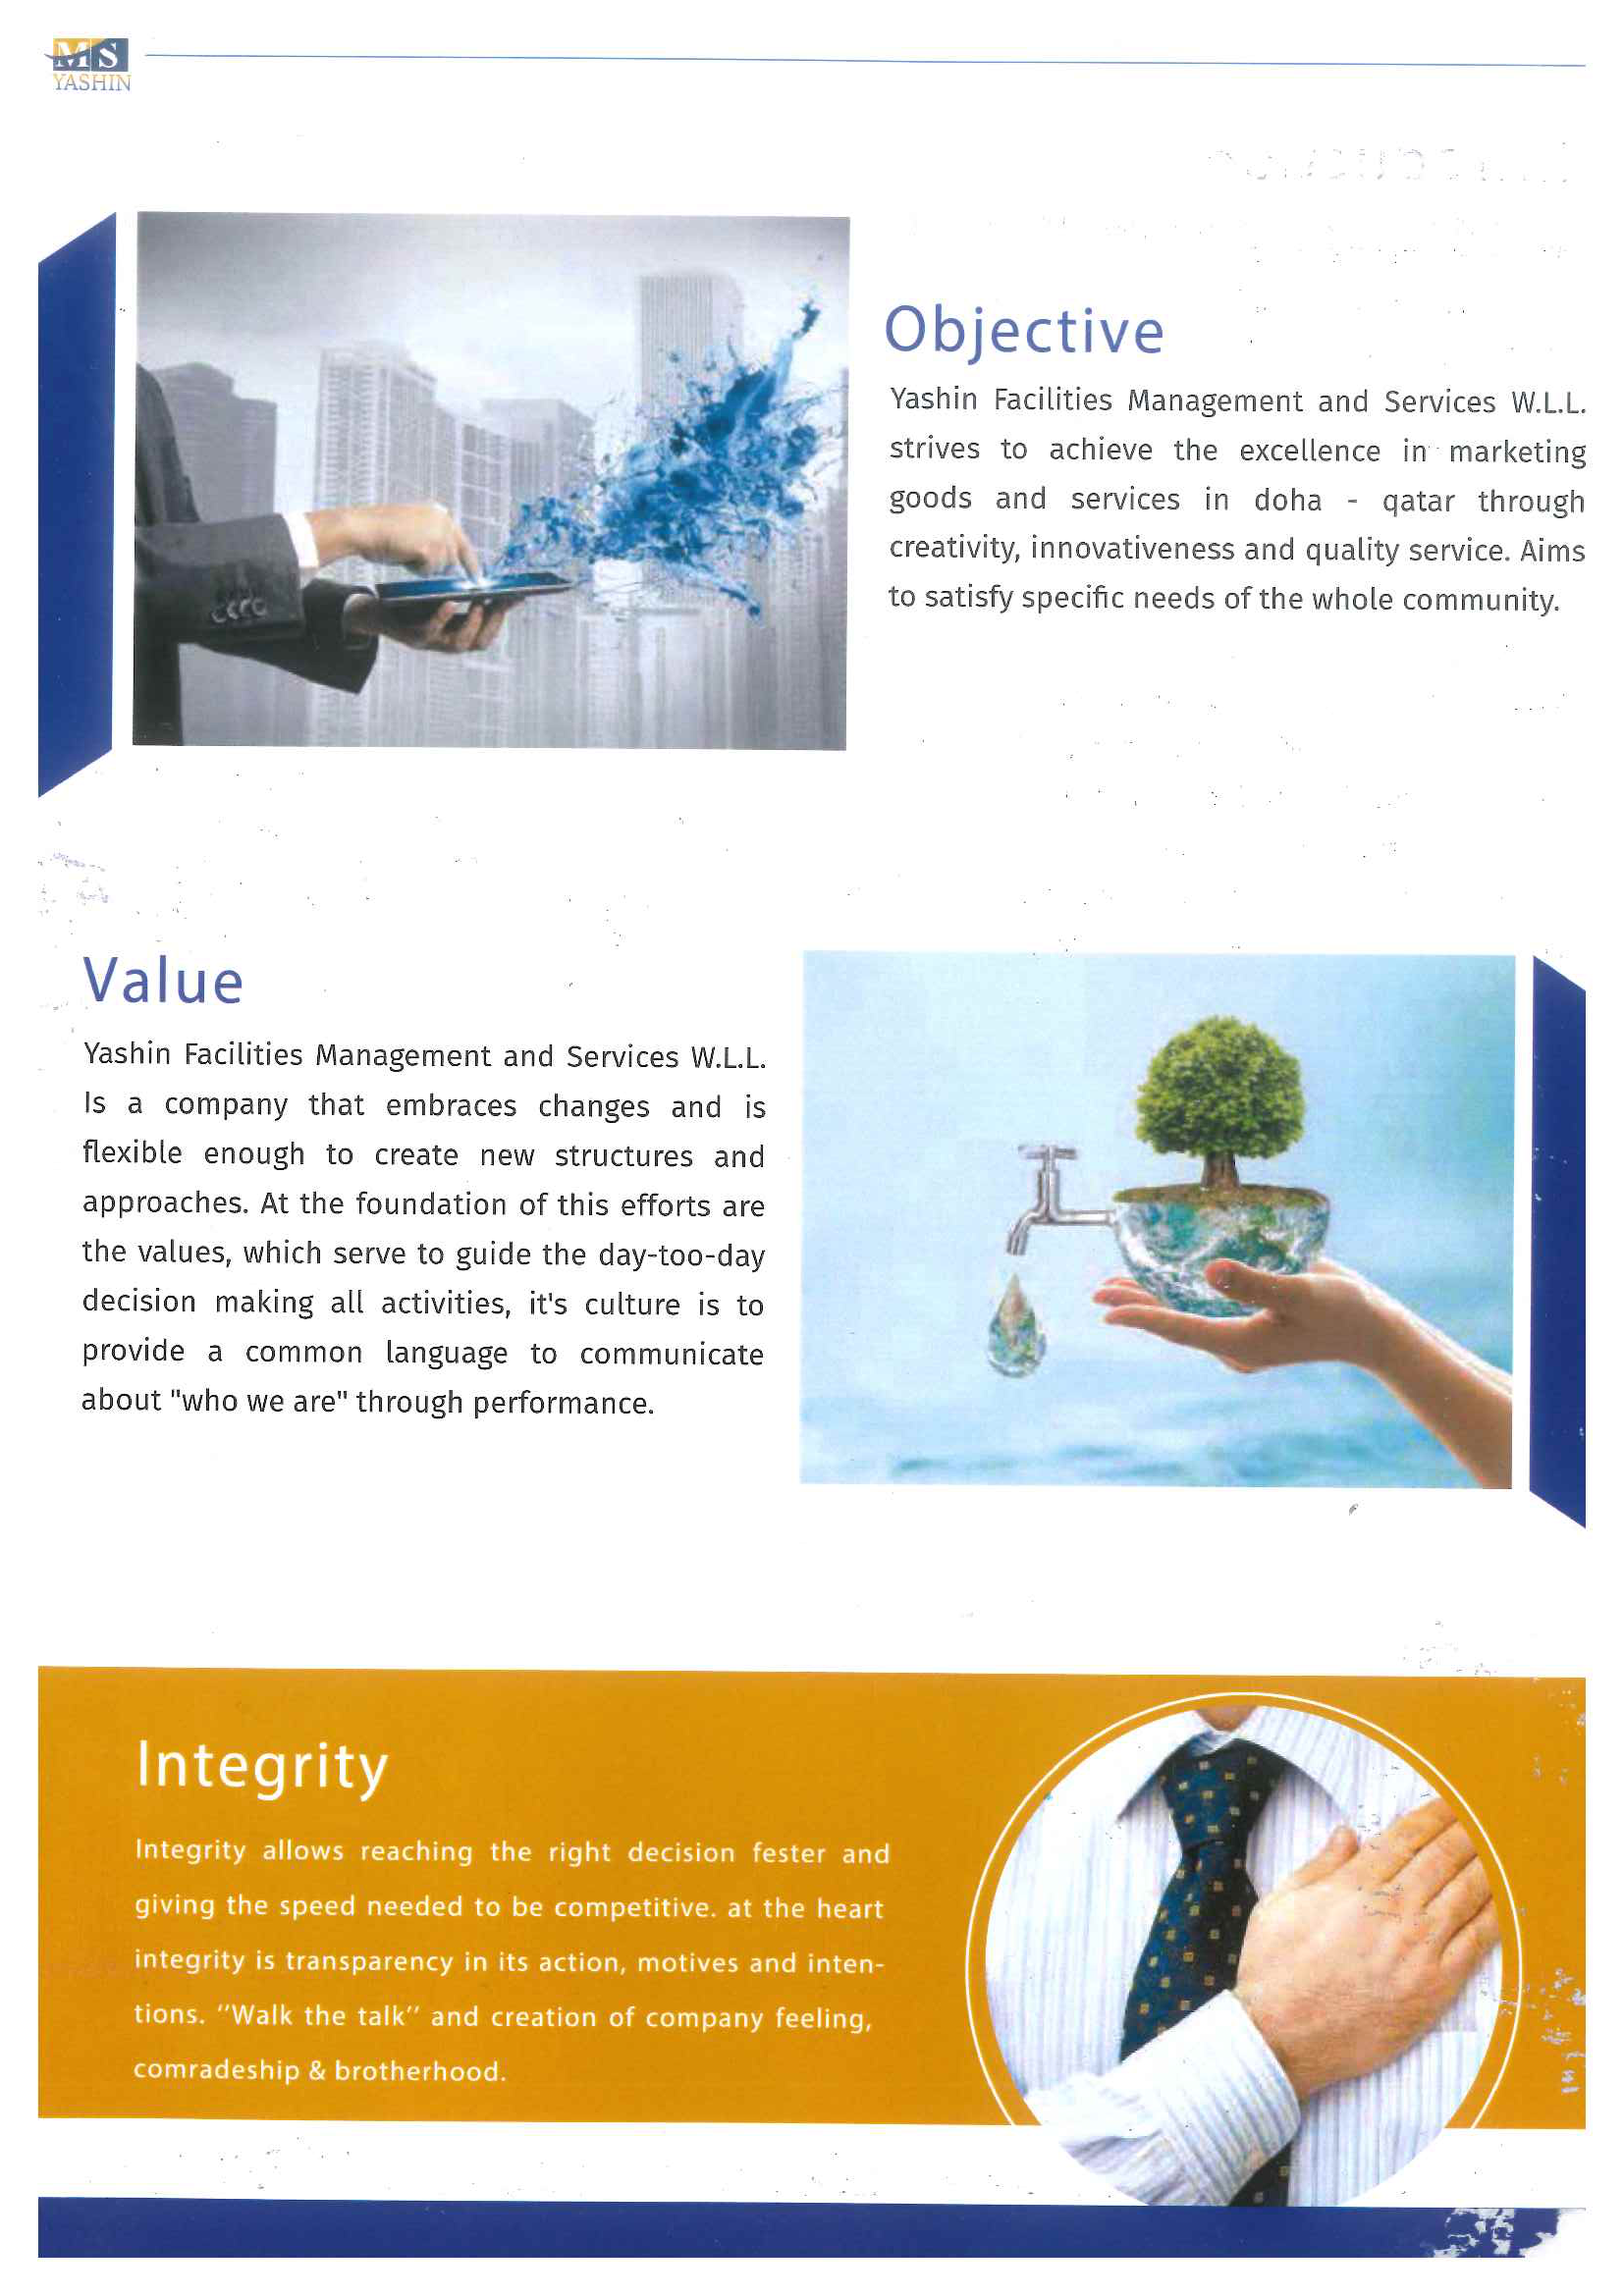 MS
YASHIN
Objective
Yashin Facilities Management and Services W.L.L.
strives to achieve the excellence in marketing
goods and services in doha - qatar through
creativity, innovativeness and quality service. Aims
to satisfy specific needs of the whole community.
Value
Yashin Facilities Management and Services W.L.L.
Is a company that embraces changes and is
flexible enough to create new structures and
approaches. At the foundation of this efforts are
the values, which serve to guide the day-too-day
decision making all activities, it's culture is to
provide a common language to communicate
about "who we are" through performance.
Integrity
Integrity allows reaching the right decision fester and
giving the speed needed to be competitive. at the heart
integrity is transparency in its action, motives and inten-
tions. ''Walk the talk'' and creation of company feeling,
comradeship & brotherhood.